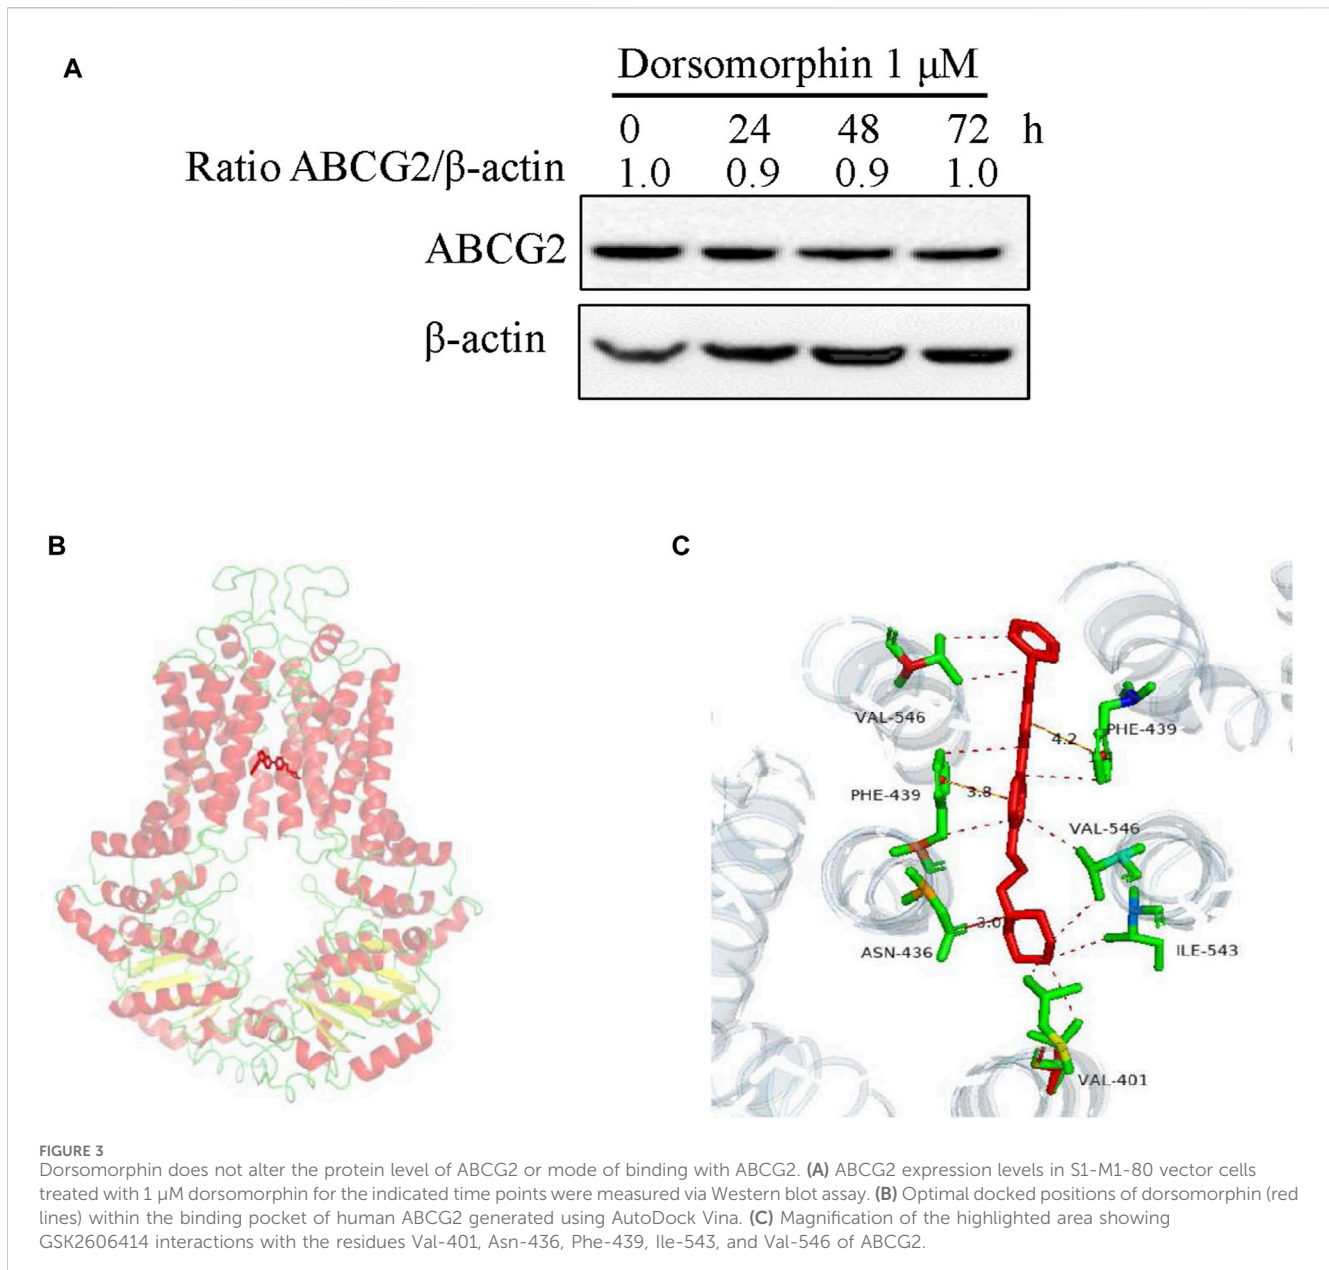 A
Dorsomorphin 1 μM
0 24 48 72 h
Ratio ABCG2/β-actin 1.0 0.9 0.9 1.0
ABCG2
β-actin
B
C
VAL-546
PHE-439
4.2
PHE-439
3.8
VAL-546
ASN-436
3.0
ILE-543
VAL-401
FIGURE 3
Dorsomorphin does not alter the protein level of ABCG2 or mode of binding with ABCG2. (A) ABCG2 expression levels in S1-M1-80 vector cells
treated with 1 μM dorsomorphin for the indicated time points were measured via Western blot assay. (B) Optimal docked positions of dorsomorphin (red
lines) within the binding pocket of human ABCG2 generated using AutoDock Vina. (C) Magnification of the highlighted area showing
GSK2606414 interactions with the residues Val-401, Asn-436, Phe-439, Ile-543, and Val-546 of ABCG2.